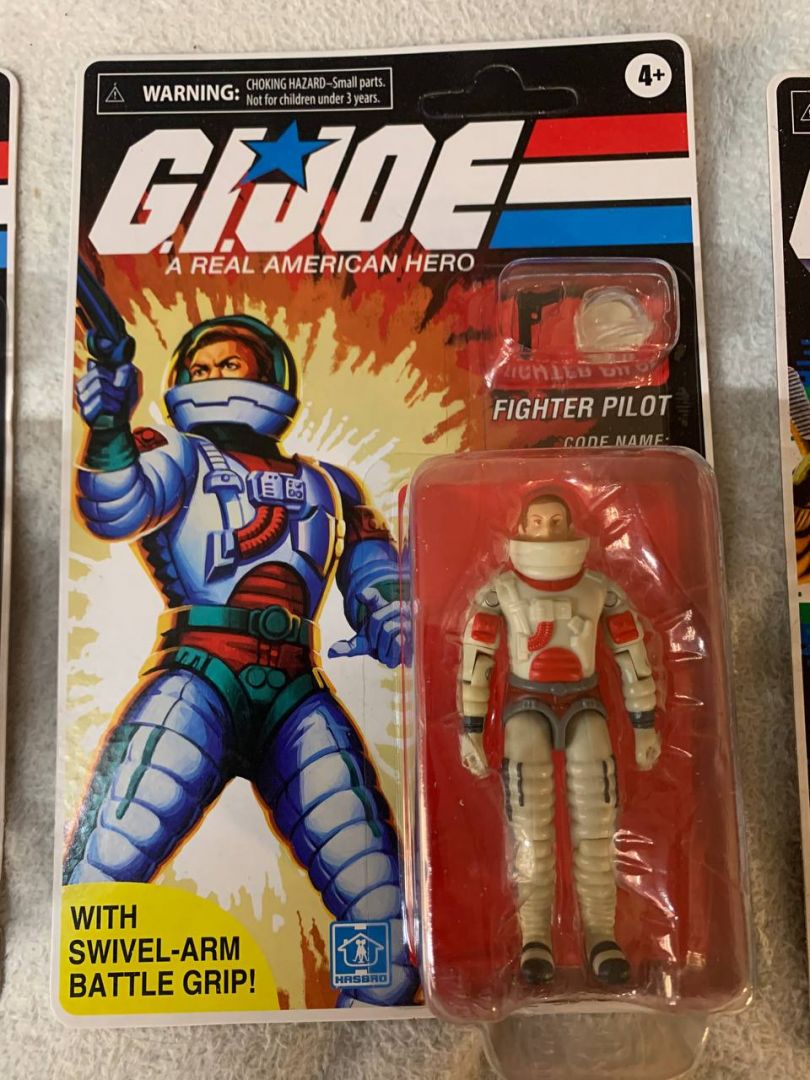 WARNING: CHOKING HAZARD–Small parts.
Not for children under 3 years.
4+
G.I.JOE
A REAL AMERICAN HERO
FIGHTER PILOT
CODE NAME:
WITH
SWIVEL-ARM
BATTLE GRIP!
HASBRO